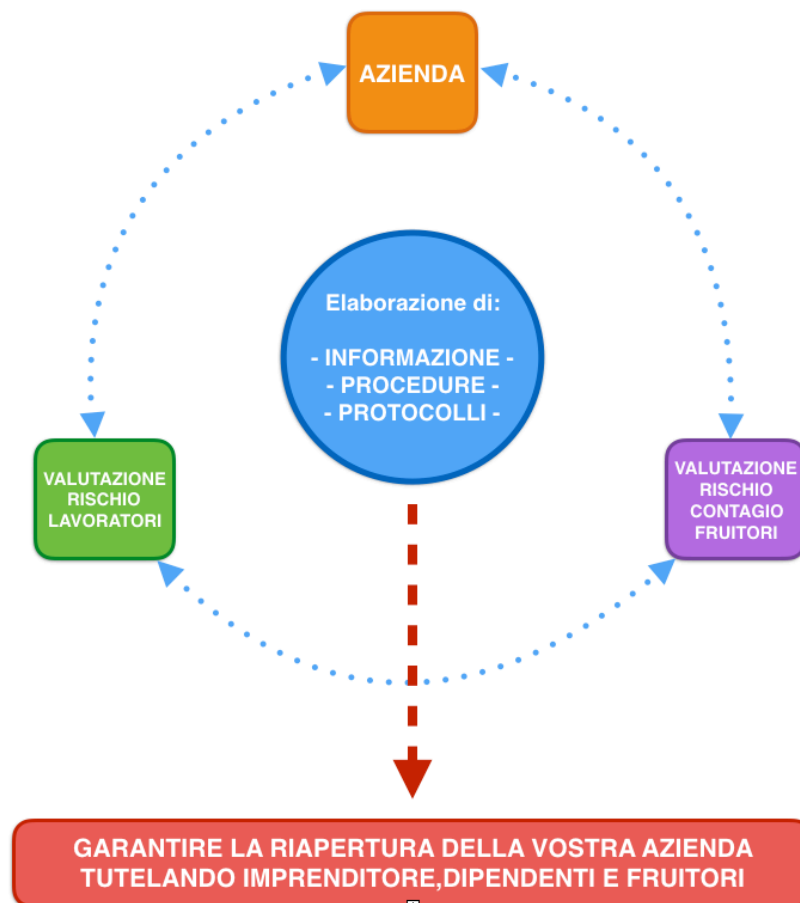 AZIENDA
Elaborazione di:
- INFORMAZIONE -
- PROCEDURE -
- PROTOCOLLI -
VALUTAZIONE
RISCHIO
LAVORATORI
VALUTAZIONE
RISCHIO
CONTAGIO
FRUITORI
GARANTIRE LA RIAPERTURA DELLA VOSTRA AZIENDA
TUTELANDO IMPRENDITORE,DIPENDENTI E FRUITORI